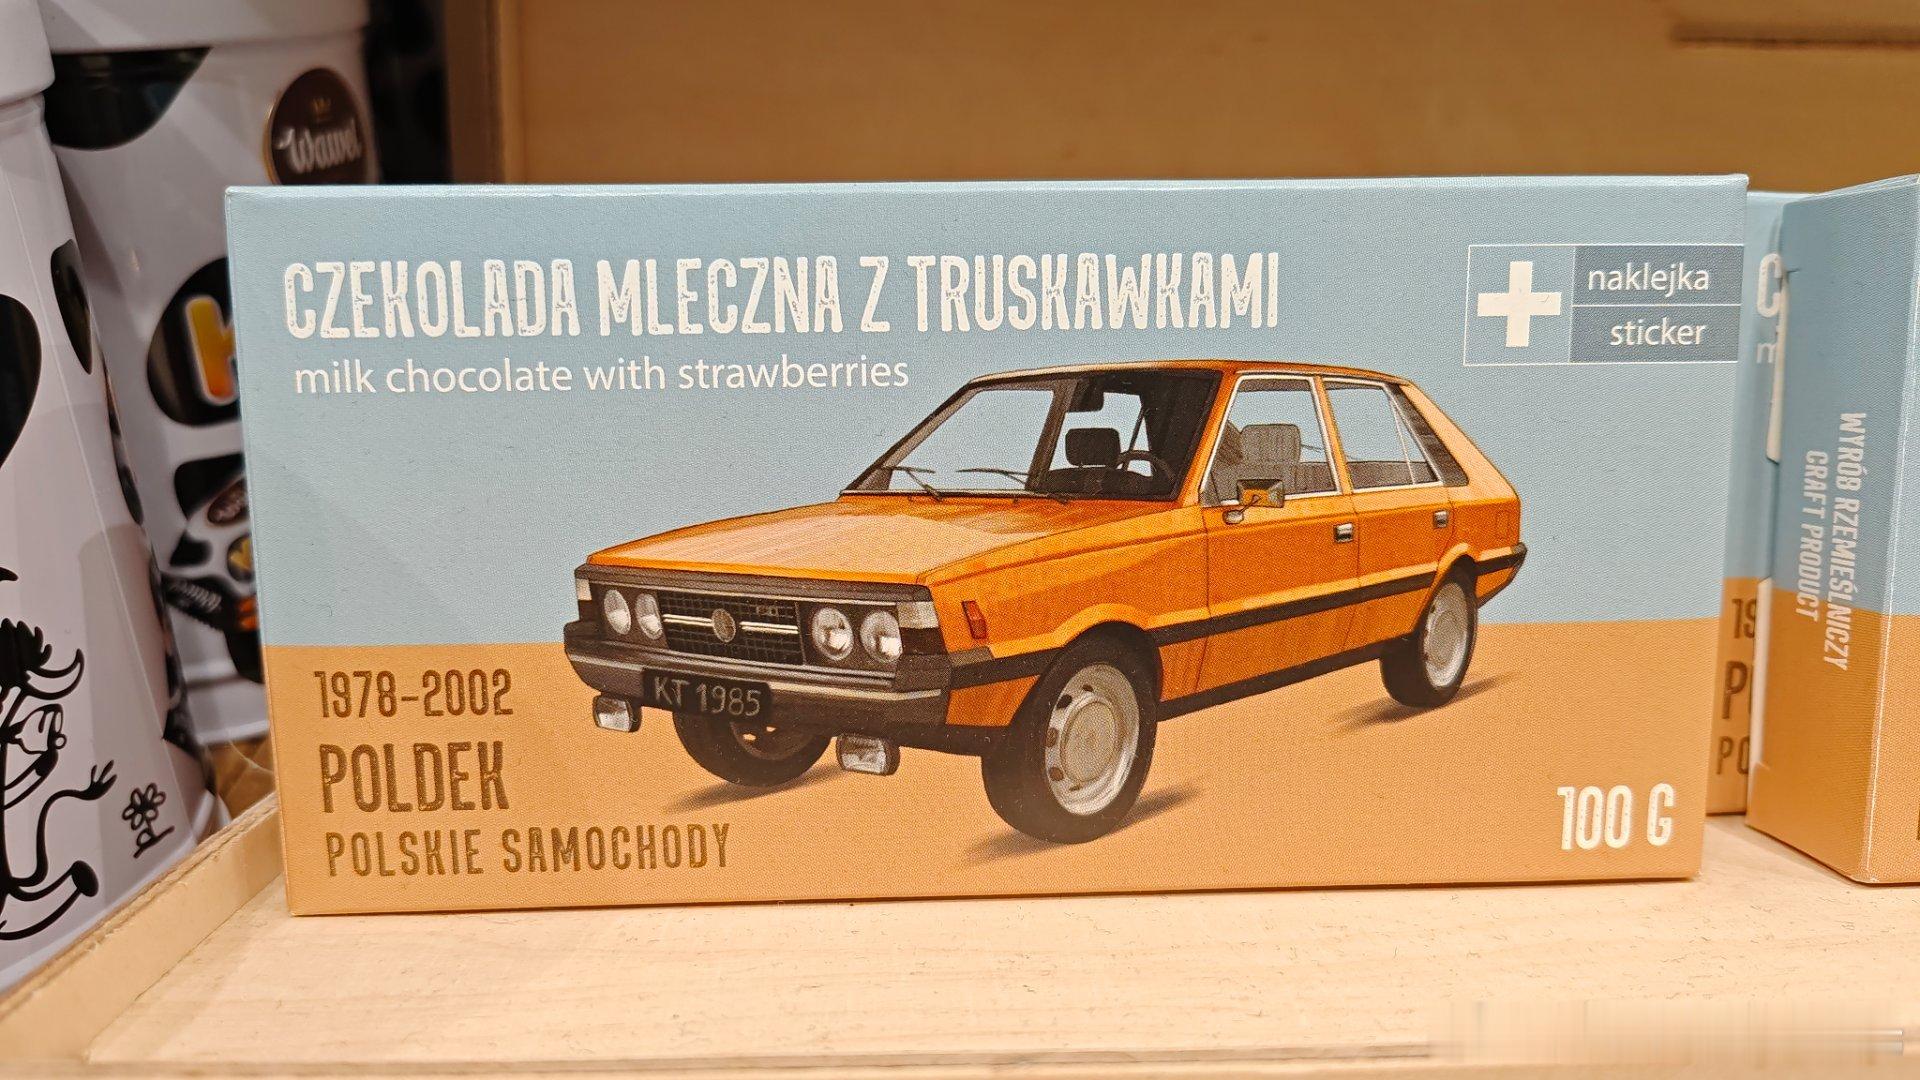 Wawel
CZEKOLADA MLECZNA Z TRUSKAWKAMI
milk chocolate with strawberries
naklejka
sticker
KT 1985
1978-2002
POLDEK
POLSKIE SAMOCHODY
100 G
WYRÓB RZEMIEŚLNICZY
CRAFT PRODUCT